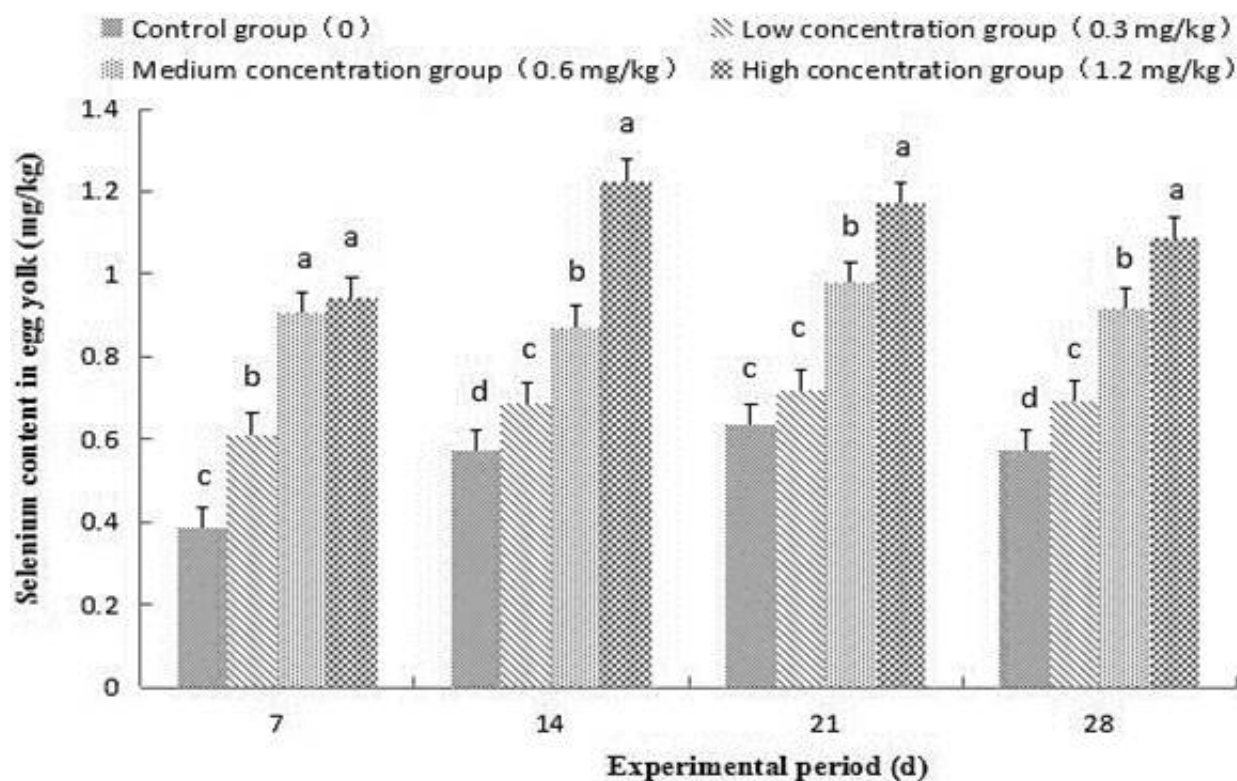 Control group（0） Low concentration group（0.3 mg/kg）
Medium concentration group（0.6 mg/kg） High concentration group（1.2 mg/kg）
Selenium content in egg yolk (mg/kg)
1.4
1.2
1
0.8
0.6
0.4
0.2
0
c b a a
d c b a
c c b a
d c b a
7 14 21 28
Experimental period (d)